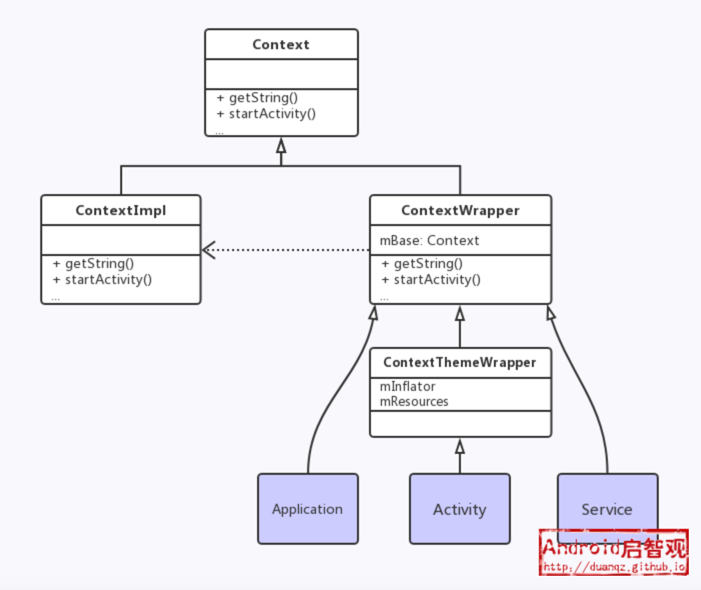 Context
+ getString()
+ startActivity()
...
ContextImpl
+ getString()
+ startActivity()
...
ContextWrapper
mBase: Context
+ getString()
+ startActivity()
...
ContextThemeWrapper
mInflator
mResources
Application
Activity
Service
Android启智观
http://duanqz.github.io